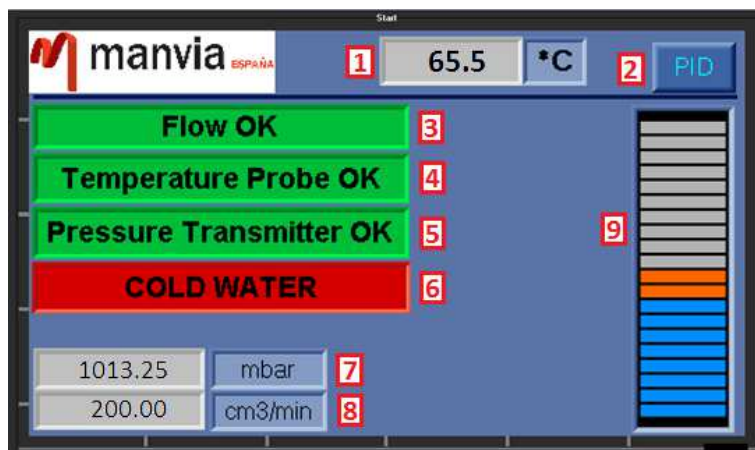 Start
manvia ESPAÑA
1
65.5
*C
2
PID
Flow OK
3
Temperature Probe OK
4
Pressure Transmitter OK
5
9
COLD WATER
6
1013.25
mbar
7
200.00
cm3/min
8